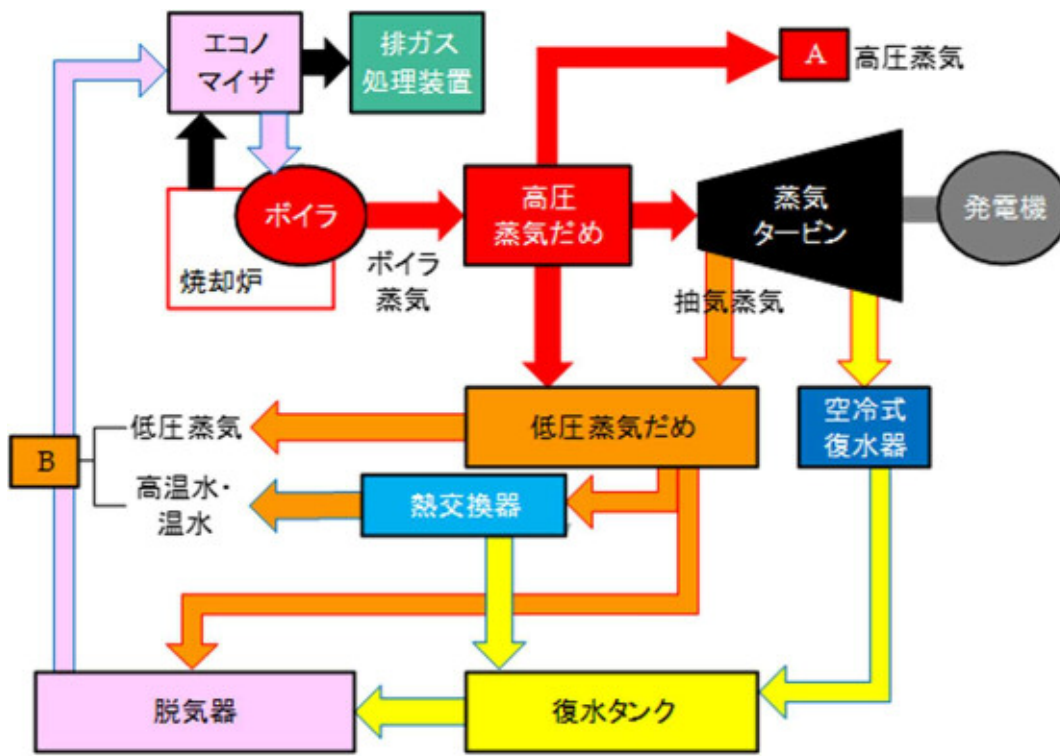 エコノ
マイザ
排ガス
処理装置
A
高圧蒸気
ボイラ
焼却炉
ボイラ
蒸気
高圧
蒸気だめ
蒸気
タービン
発電機
抽気蒸気
低圧蒸気
低圧蒸気だめ
空冷式
復水器
B
高温水・
温水
熱交換器
脱気器
復水タンク